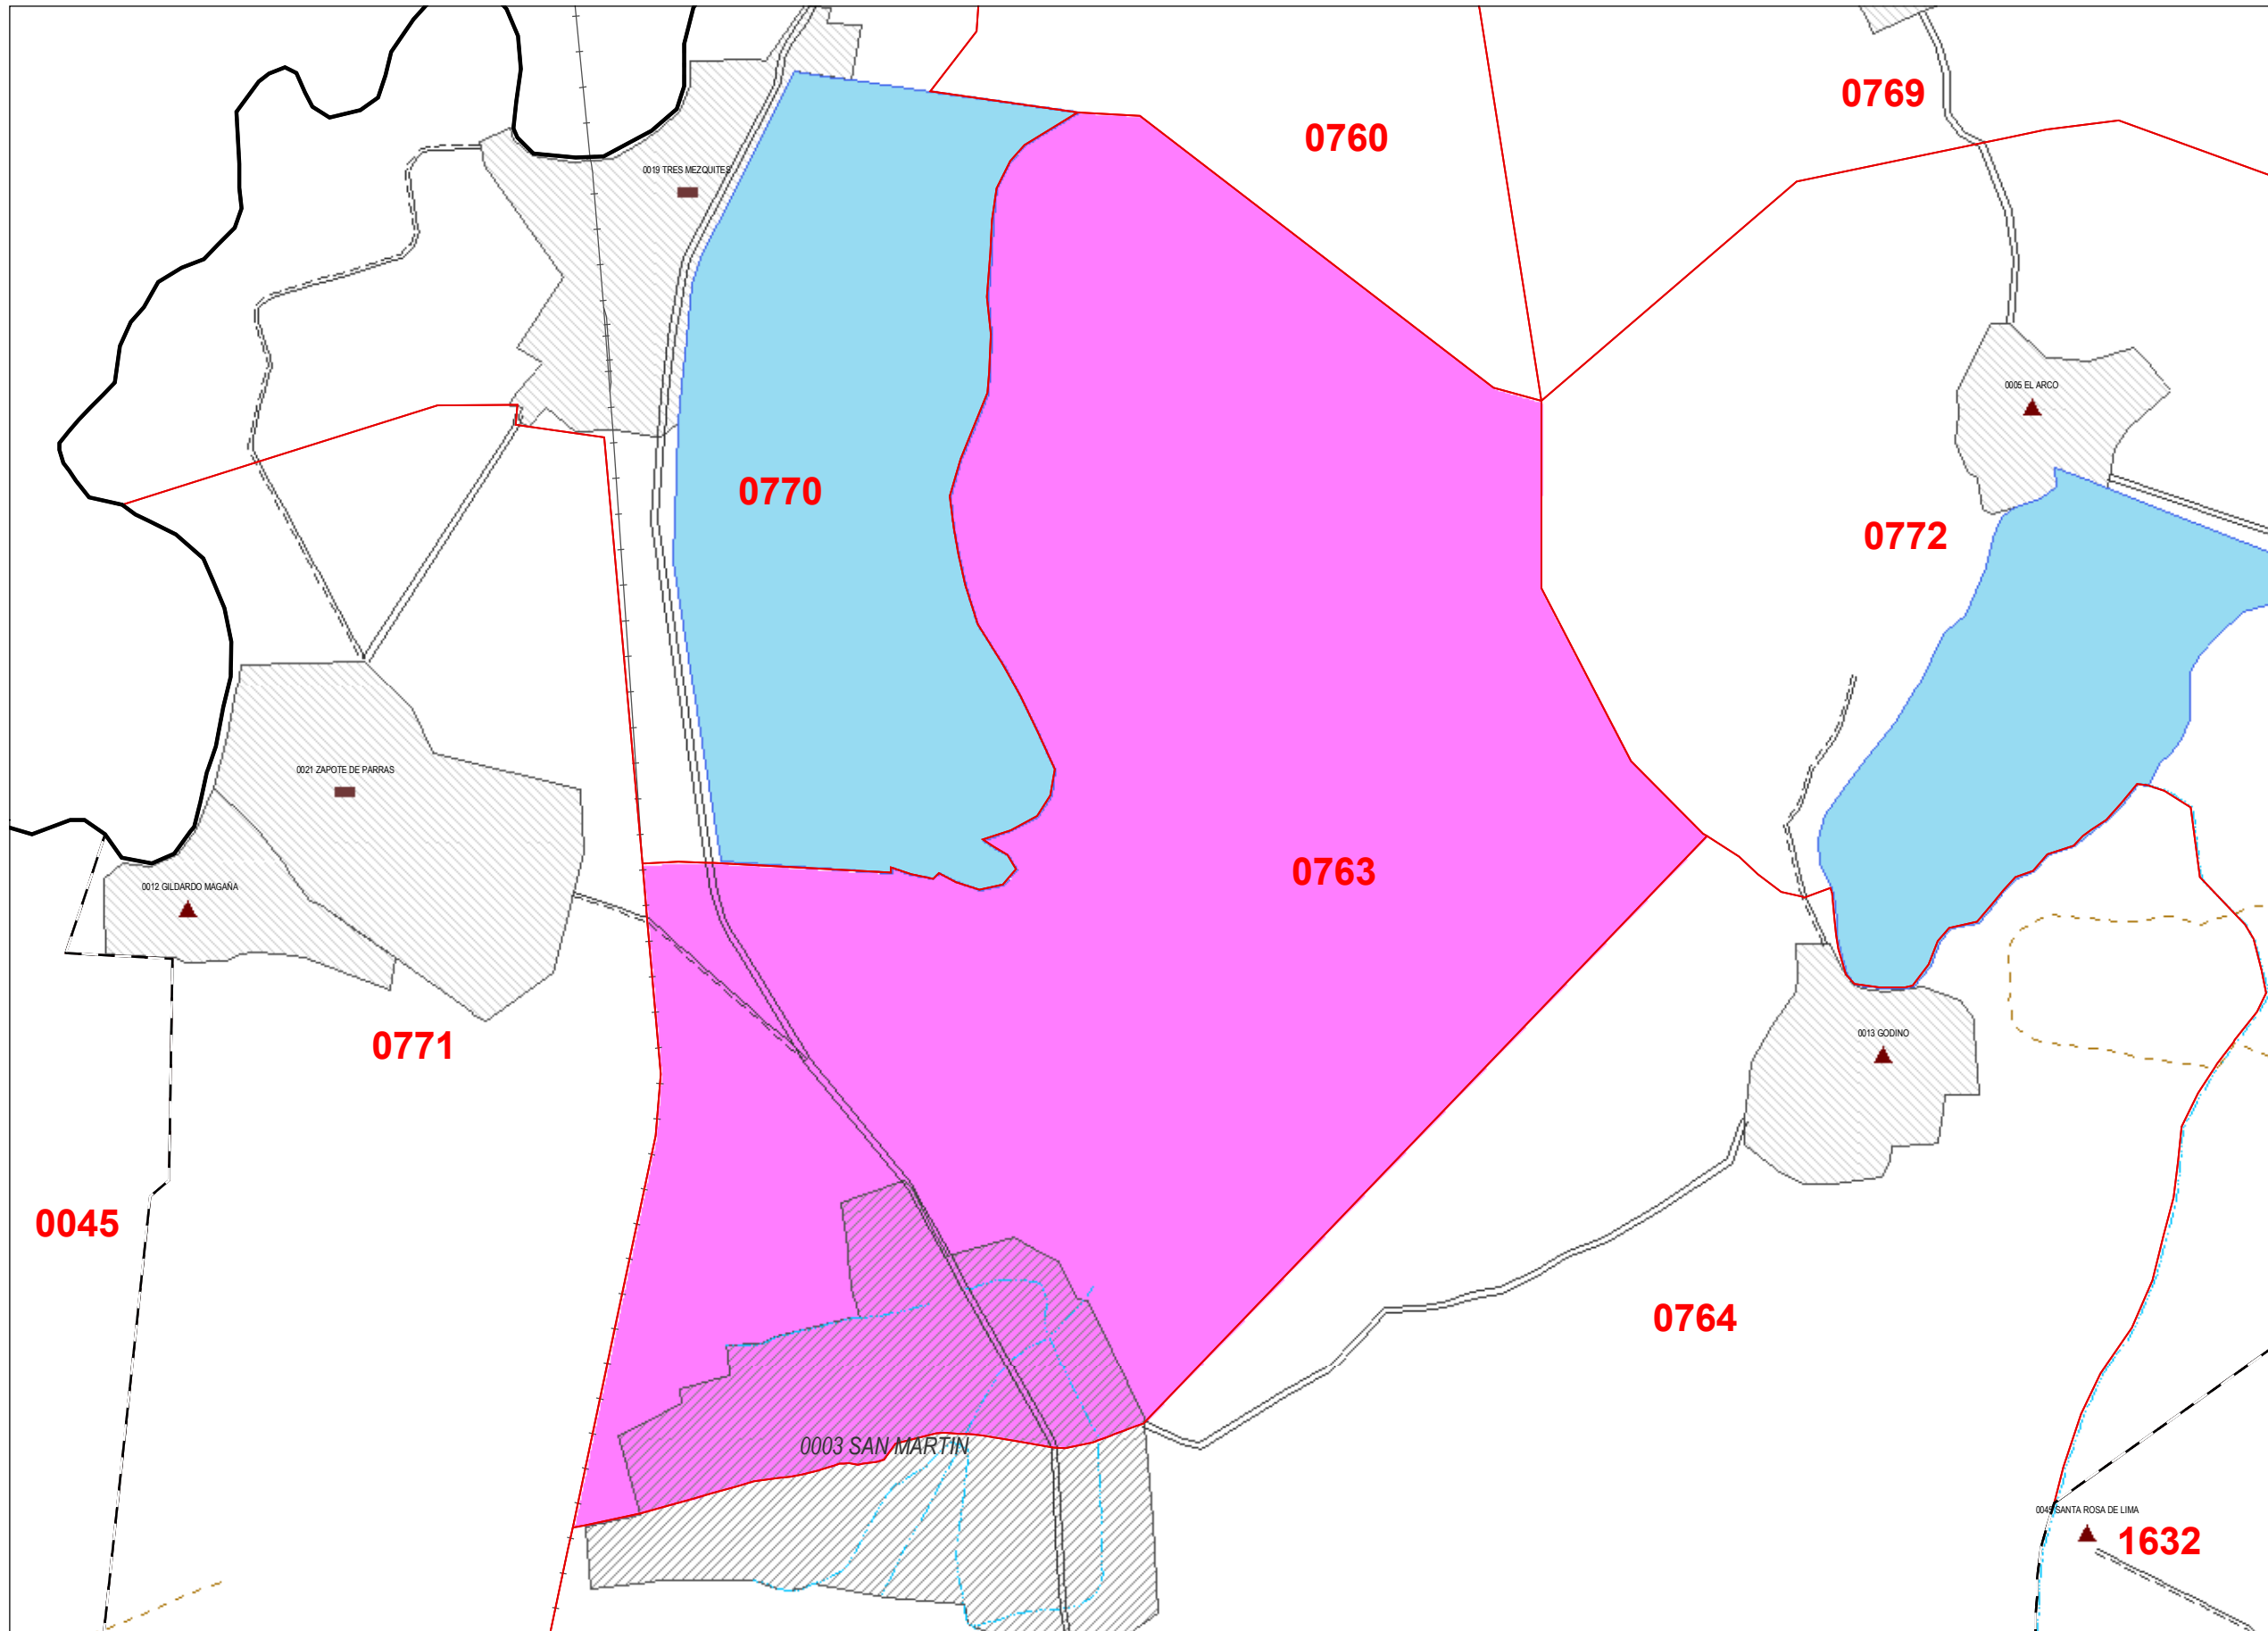 0769
0760
0019 TRES MEZQUITES
0005 EL ARCO
0770
0772
0021 ZAPOTE DE PARRAS
0763
0012 GILDARDO MAGAÑA
0013 GODINO
0771
0045
0764
0003 SAN MARTIN
0045 SANTA ROSA DE LIMA
1632